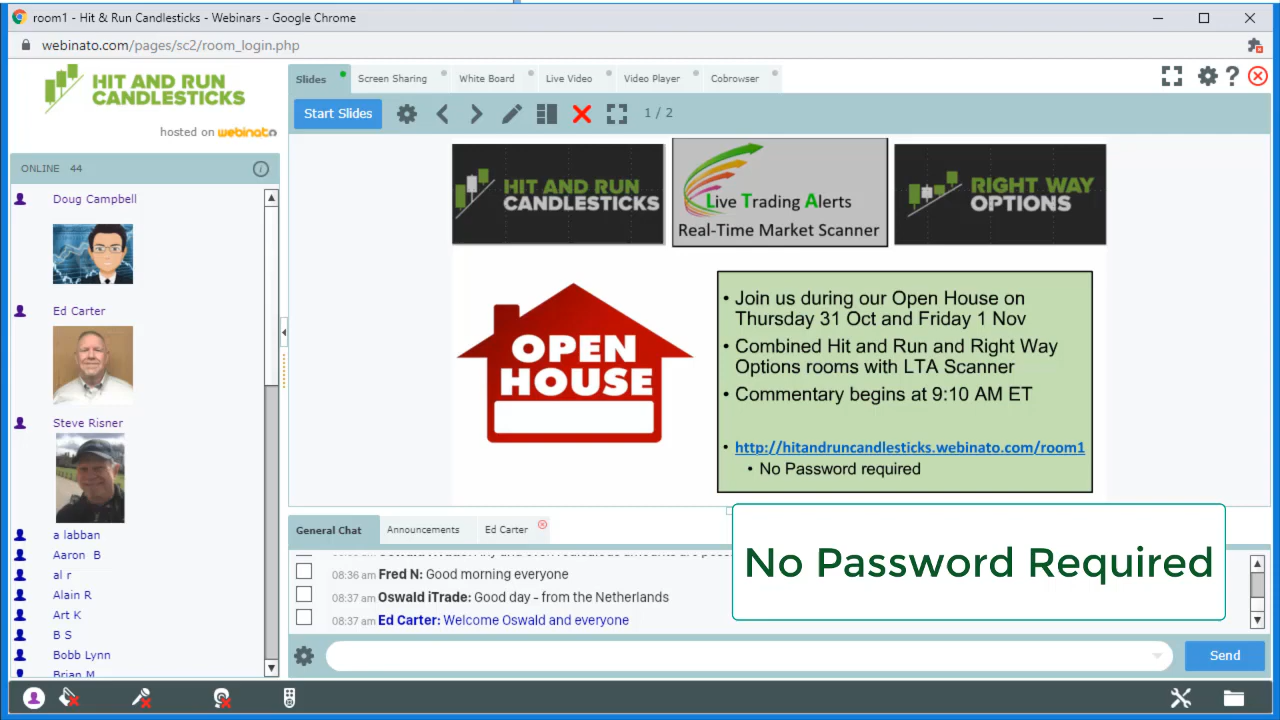 room1 - Hit & Run Candlesticks - Webinars - Google Chrome
webinato.com/pages/sc2/room_login.php
HIT AND RUN
CANDLESTICKS
hosted on webinato
ONLINE 44
Doug Campbell
Ed Carter
Steve Risner
a labban
Aaron B
al r
Alain R
Art K
B S
Bobb Lynn
Brian M
Slides
Screen Sharing
White Board
Live Video
Video Player
Cobrowser
Start Slides
1 / 2
HIT AND RUN
CANDLESTICKS
Live Trading Alerts
Real-Time Market Scanner
RIGHT WAY
OPTIONS
OPEN
HOUSE
• Join us during our Open House on
Thursday 31 Oct and Friday 1 Nov
• Combined Hit and Run and Right Way
Options rooms with LTA Scanner
• Commentary begins at 9:10 AM ET
• http://hitandruncandlesticks.webinato.com/room1
• No Password required
General Chat
Announcements
Ed Carter
08:36 am Fred N: Good morning everyone
08:37 am Oswald iTrade: Good day - from the Netherlands
08:37 am Ed Carter: Welcome Oswald and everyone
No Password Required
Send